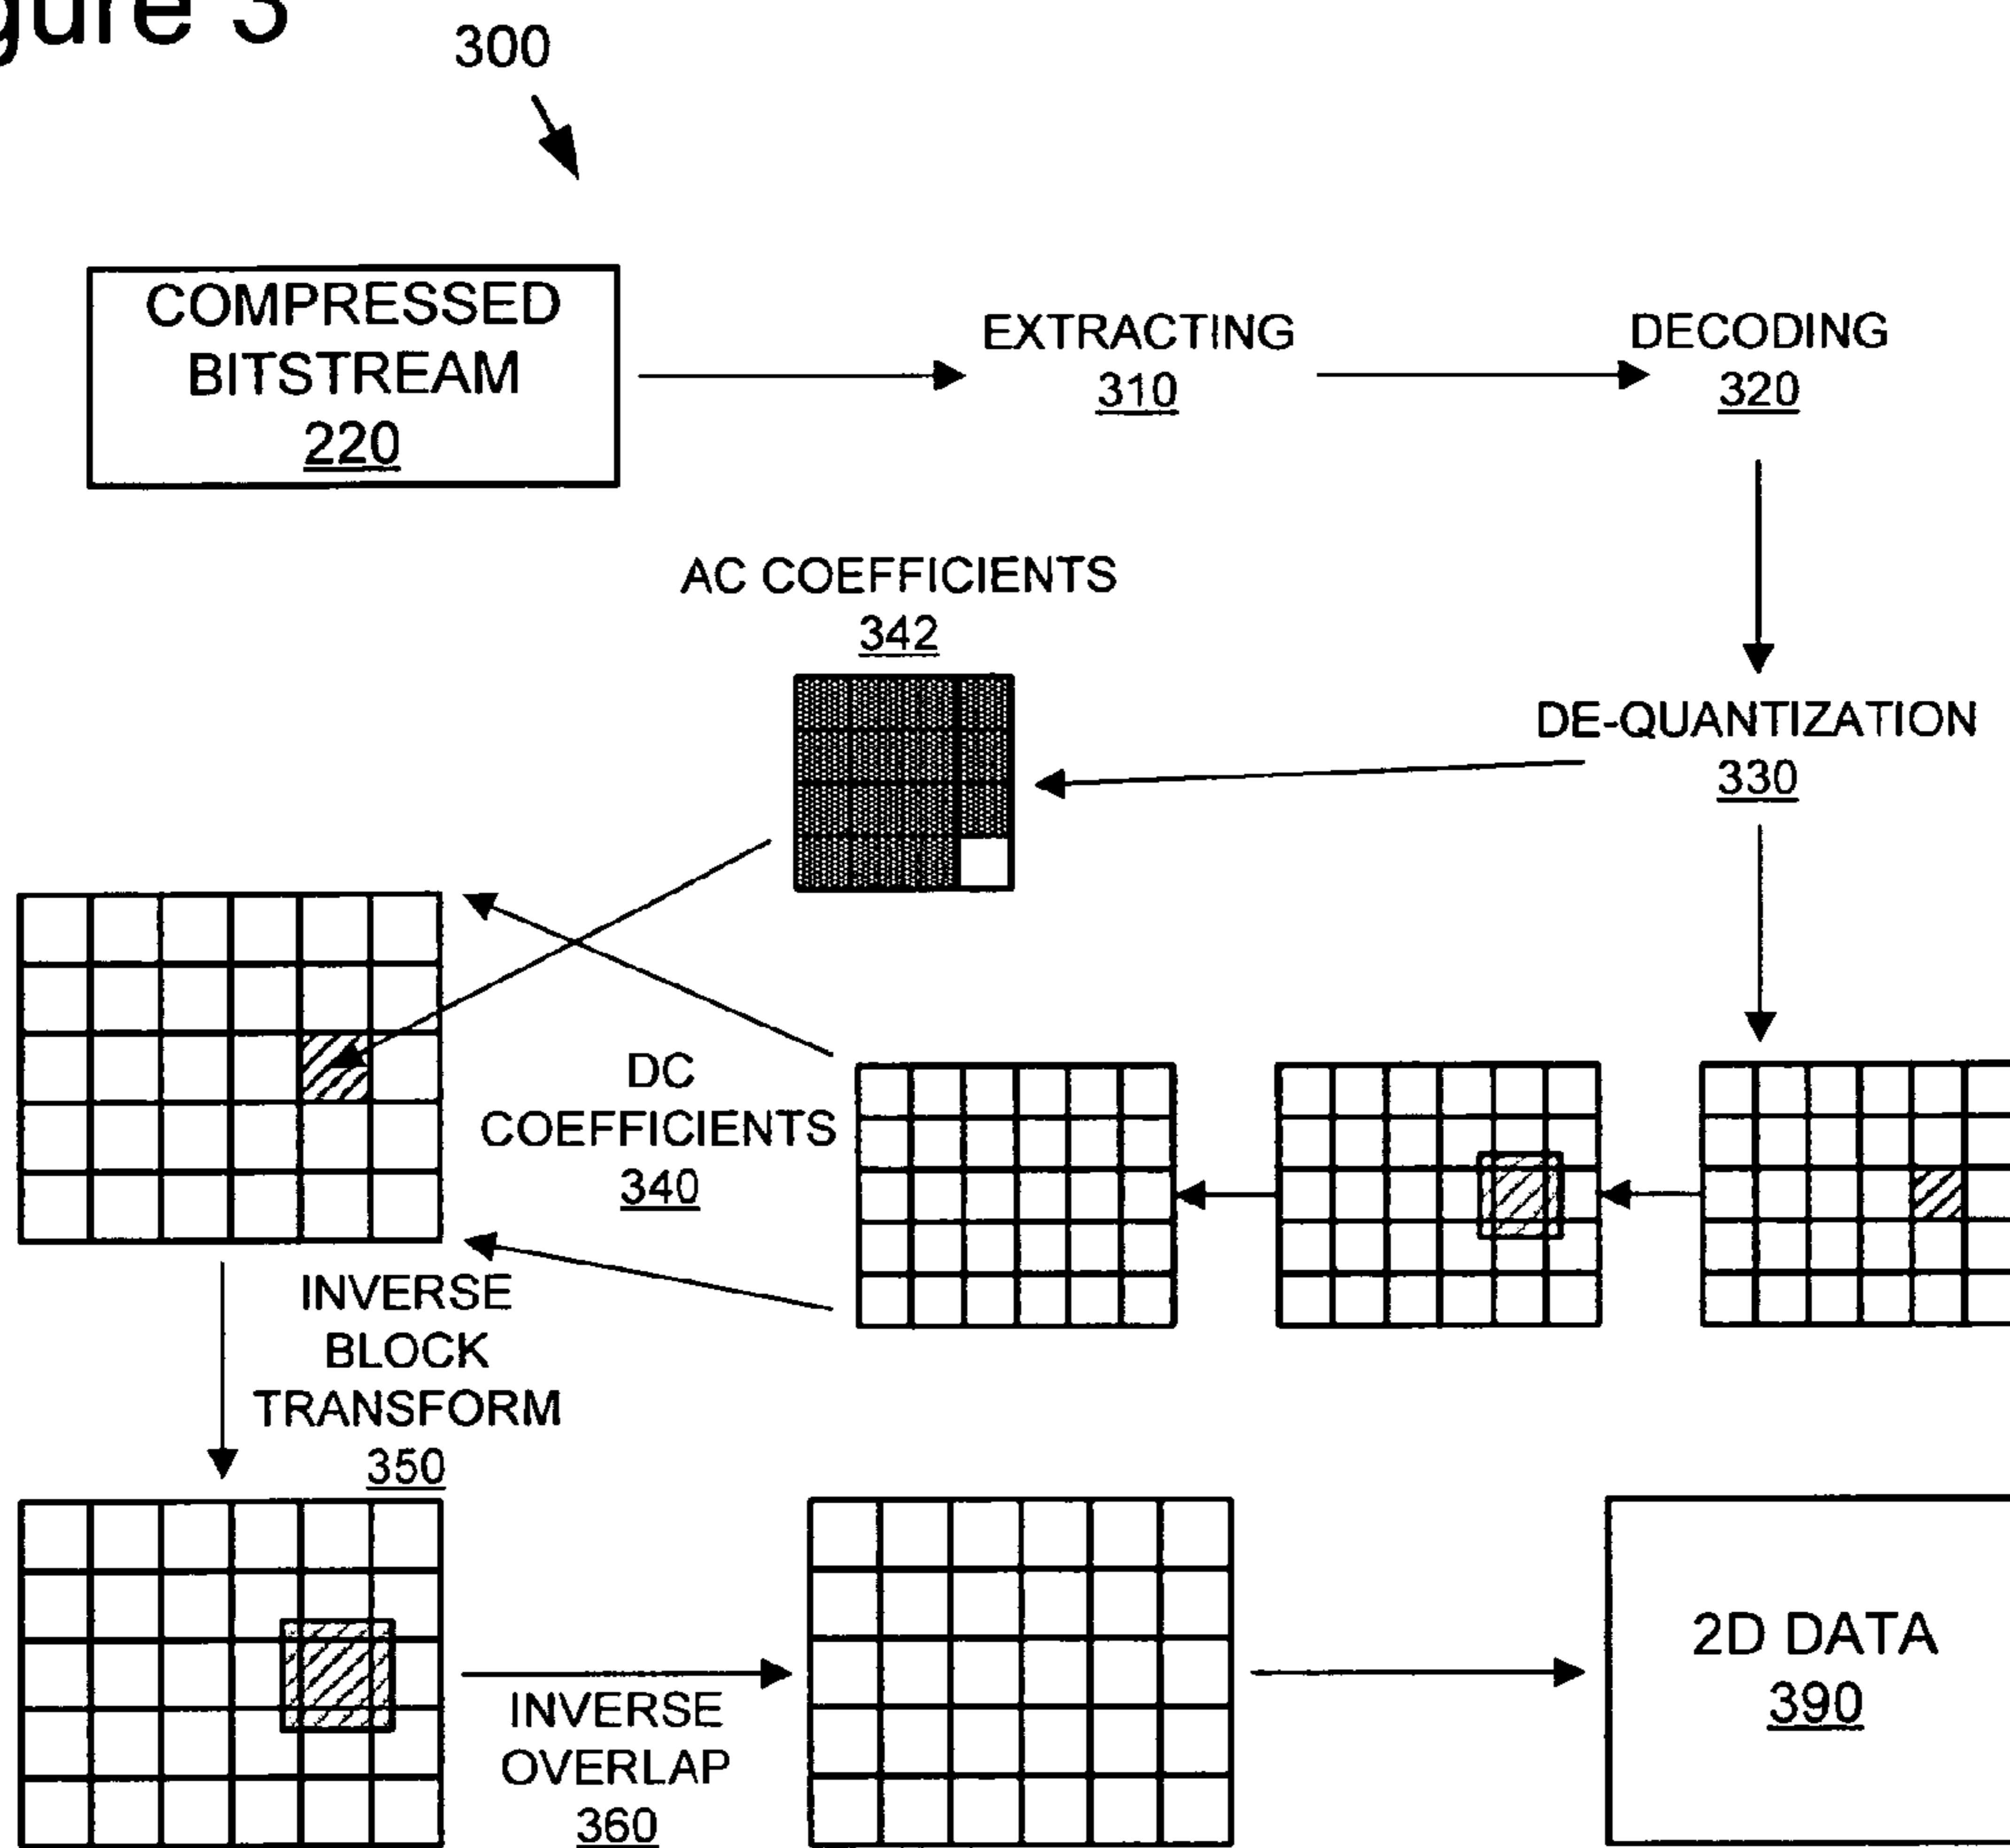 gure 3
300
COMPRESSED
BITSTREAM
220
EXTRACTING
310
DECODING
320
AC COEFFICIENTS
342
DE-QUANTIZATION
330
DC
COEFFICIENTS
340
INVERSE
BLOCK
TRANSFORM
350
INVERSE
OVERLAP
360
2D DATA
390